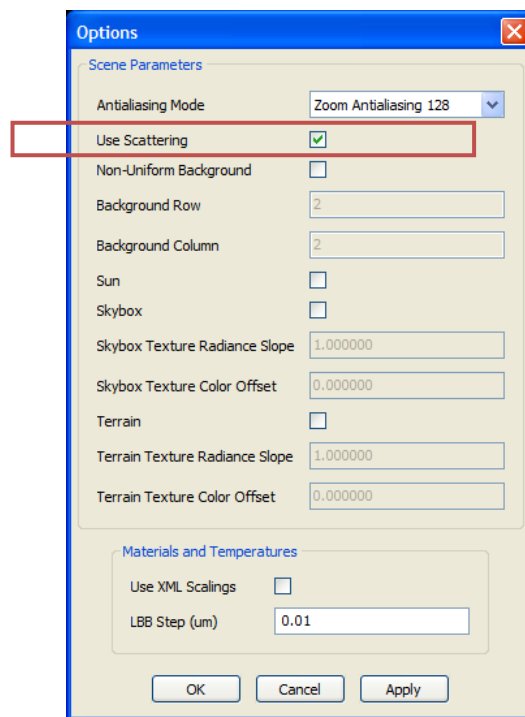 Options
Scene Parameters
Antialiasing Mode Zoom Antialiasing 128
Use Scattering
Non-Uniform Background
Background Row 2
Background Column 2
Sun
Skybox
Skybox Texture Radiance Slope 1.000000
Skybox Texture Color Offset 0.000000
Terrain
Terrain Texture Radiance Slope 1.000000
Terrain Texture Color Offset 0.000000
Materials and Temperatures
Use XML Scalings
LBB Step (um) 0.01
OK Cancel Apply